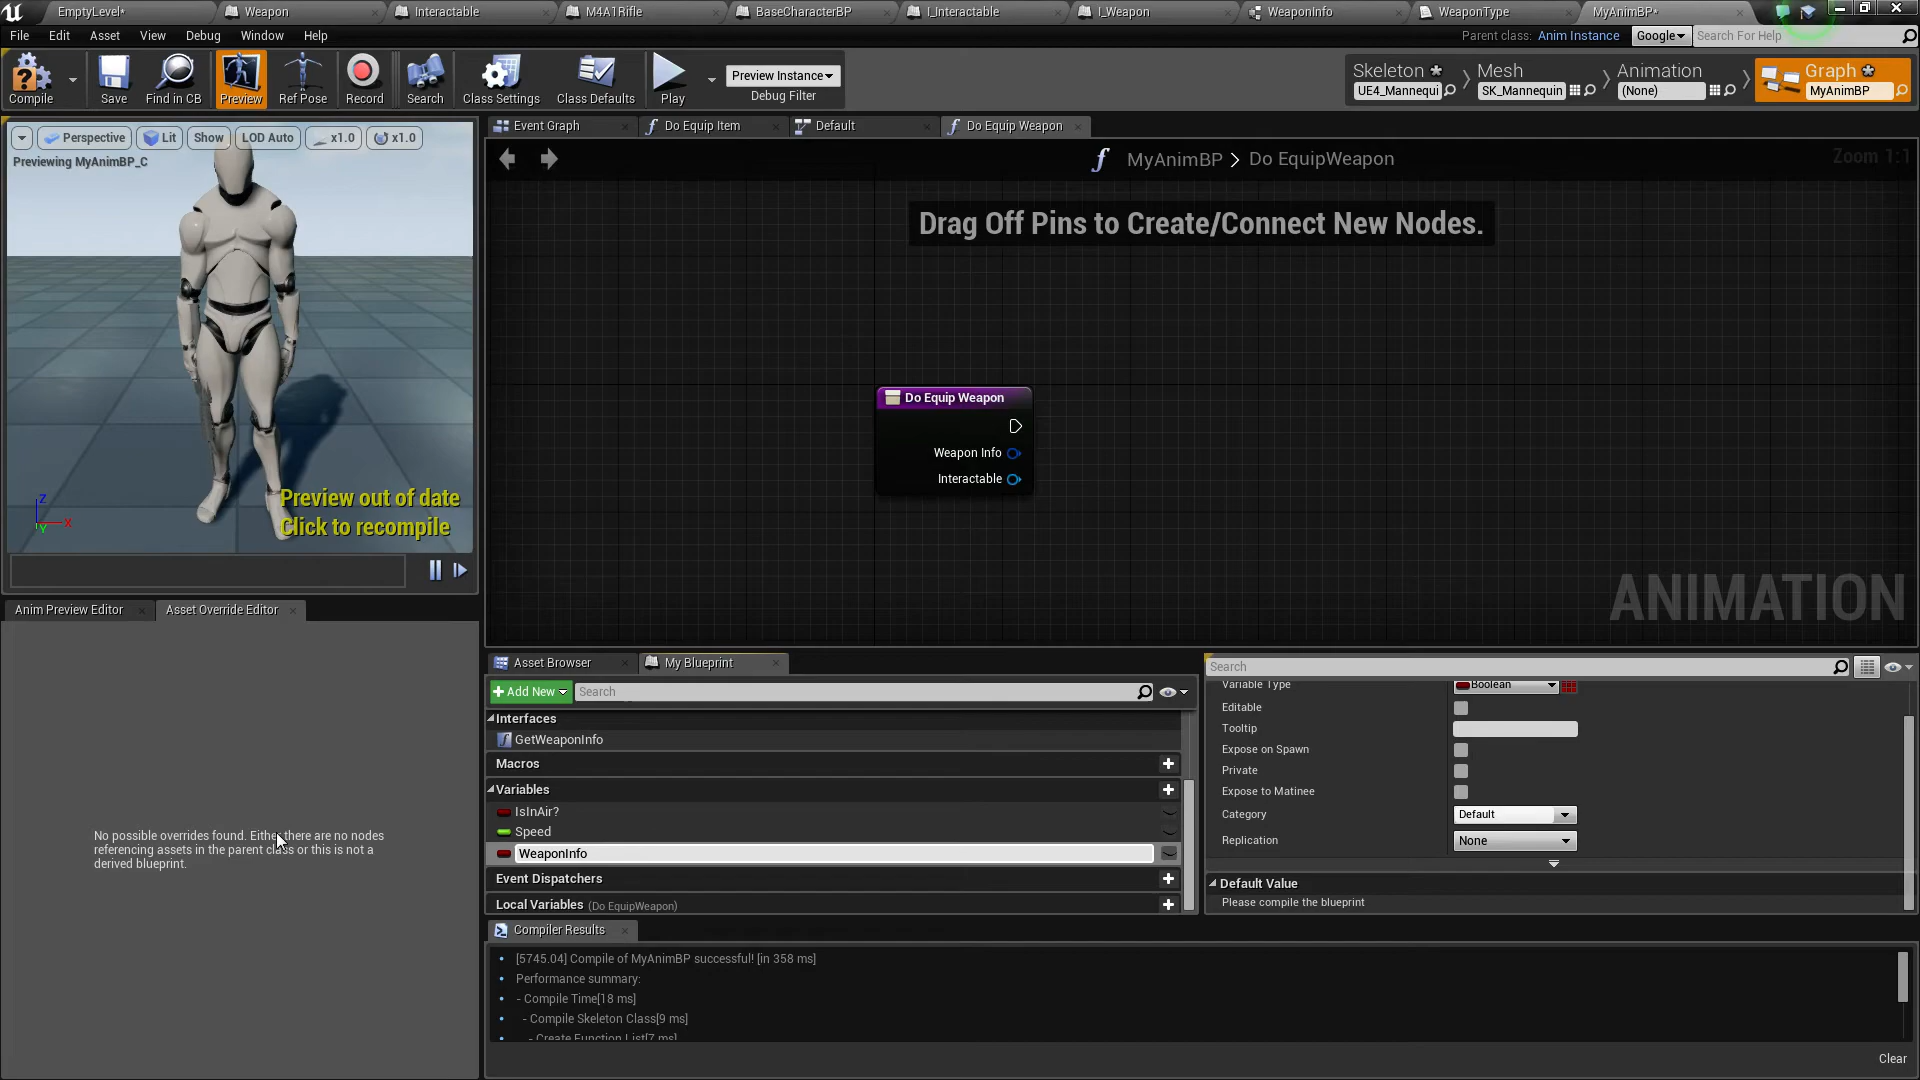 EmptyLevel*
Weapon
Interactable
M4A1Rifle
BaseCharacterBP
I_Interactable
I_Weapon
WeaponInfo
WeaponType
MyAnimBP*
File Edit Asset View Debug Window Help
Parent class: Anim Instance Google Search For Help
Compile
Save
Find in CB
Preview
Ref Pose
Record
Search
Class Settings
Class Defaults
Play
Preview Instance
Debug Filter
Skeleton
UE4_Mannequi
Mesh
SK_Mannequin
Animation
(None)
Graph
MyAnimBP
Perspective Lit Show LOD Auto x1.0 x1.0
Previewing MyAnimBP_C
Preview out of date
Click to recompile
Z
X
Y
Event Graph
Do Equip Item
Default
Do Equip Weapon
MyAnimBP > Do EquipWeapon
Zoom 1:1
Drag Off Pins to Create/Connect New Nodes.
Do Equip Weapon
Weapon Info
Interactable
ANIMATION
Anim Preview Editor
Asset Override Editor
No possible overrides found. Either there are no nodes
referencing assets in the parent class or this is not a
derived blueprint.
Asset Browser
My Blueprint
Add New Search
Interfaces
GetWeaponInfo
Macros
Variables
IsInAir?
Speed
WeaponInfo
Event Dispatchers
Local Variables (Do EquipWeapon)
Search
Variable Type Boolean
Editable
Tooltip
Expose on Spawn
Private
Expose to Matinee
Category Default
Replication None
Default Value
Please compile the blueprint
Compiler Results
[5745.04] Compile of MyAnimBP successful! [in 358 ms]
Performance summary:
- Compile Time[18 ms]
- Compile Skeleton Class[9 ms]
- Create Function List[7 ms]
Clear